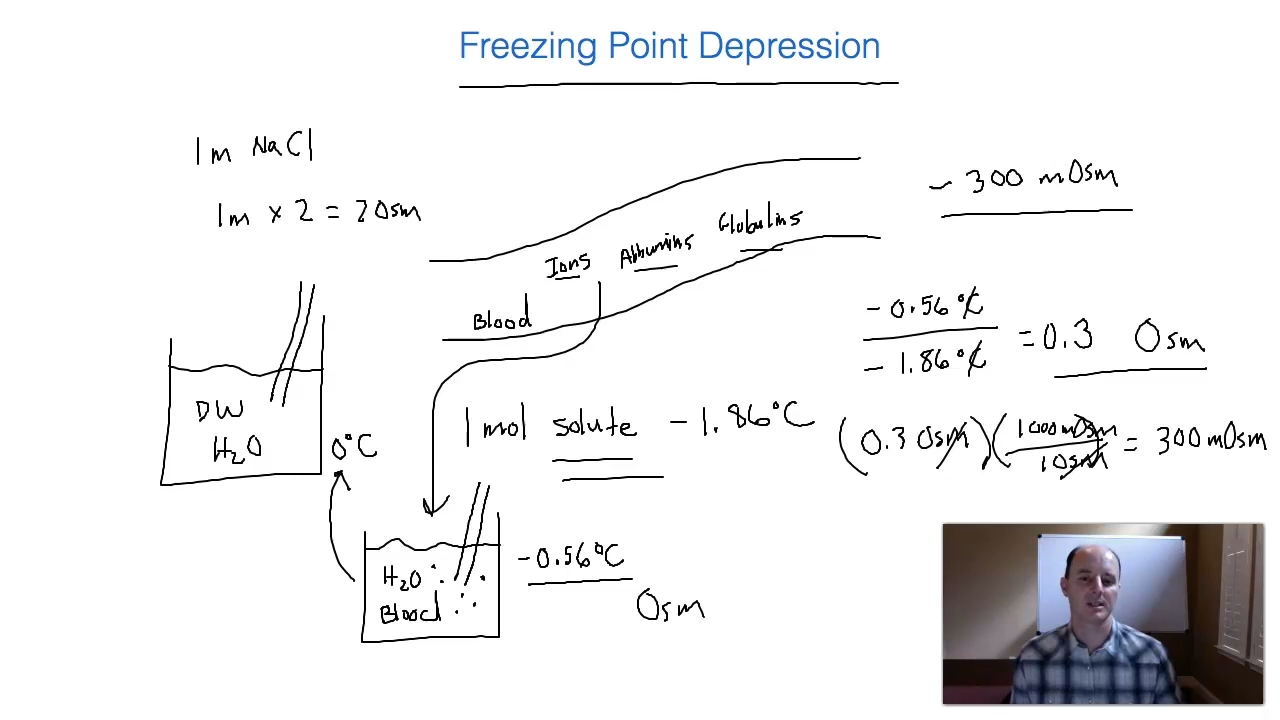 Freezing Point Depression
1m NaCl
1m x 2 = 2 Osm
Ions Albumins Globulins
Blood
~ 300 mOsm
- 0.56°C
- 1.86°C
= 0.3 Osm
(0.3 Osm)(1000 mOsm
1 Osm) = 300 mOsm
DW
H₂O
0°C
1 mol solute - 1.86°C
H₂O
Blood
- 0.56°C
Osm